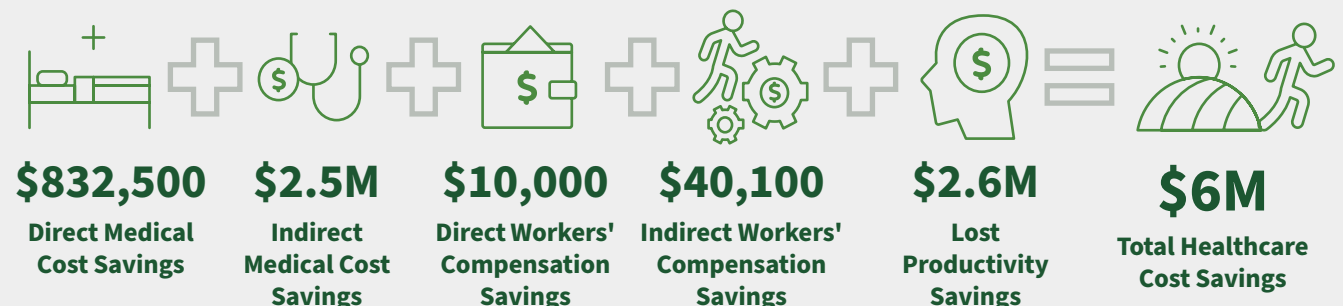 $832,500
Direct Medical
Cost Savings
$2.5M
Indirect
Medical Cost
Savings
$10,000
Direct Workers'
Compensation
Savings
$40,100
Indirect Workers'
Compensation
Savings
$2.6M
Lost
Productivity
Savings
$6M
Total Healthcare
Cost Savings